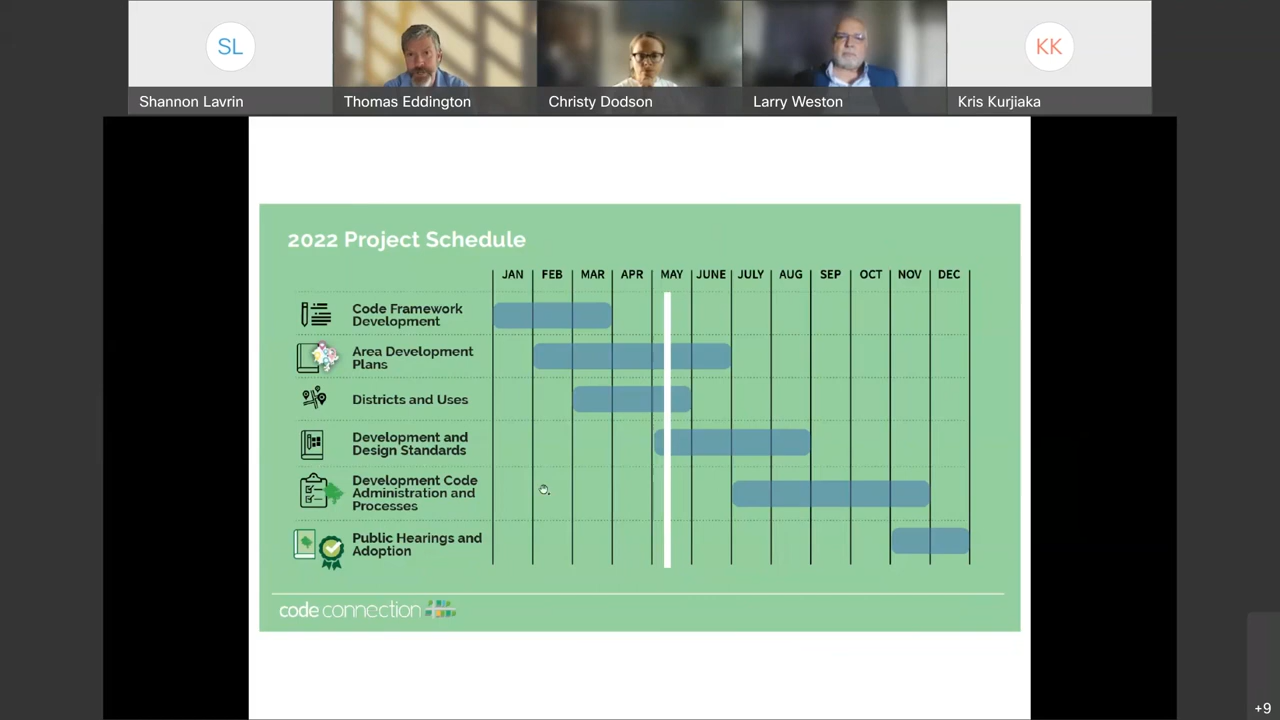 SL
KK
Shannon Lavrin
Thomas Eddington
Christy Dodson
Larry Weston
Kris Kurjiaka
2022 Project Schedule
JAN FEB MAR APR MAY JUNE JULY AUG SEP OCT NOV DEC
Code Framework
Development
Area Development
Plans
Districts and Uses
Development and
Design Standards
Development Code
Administration and
Processes
Public Hearings and
Adoption
code connection
+9